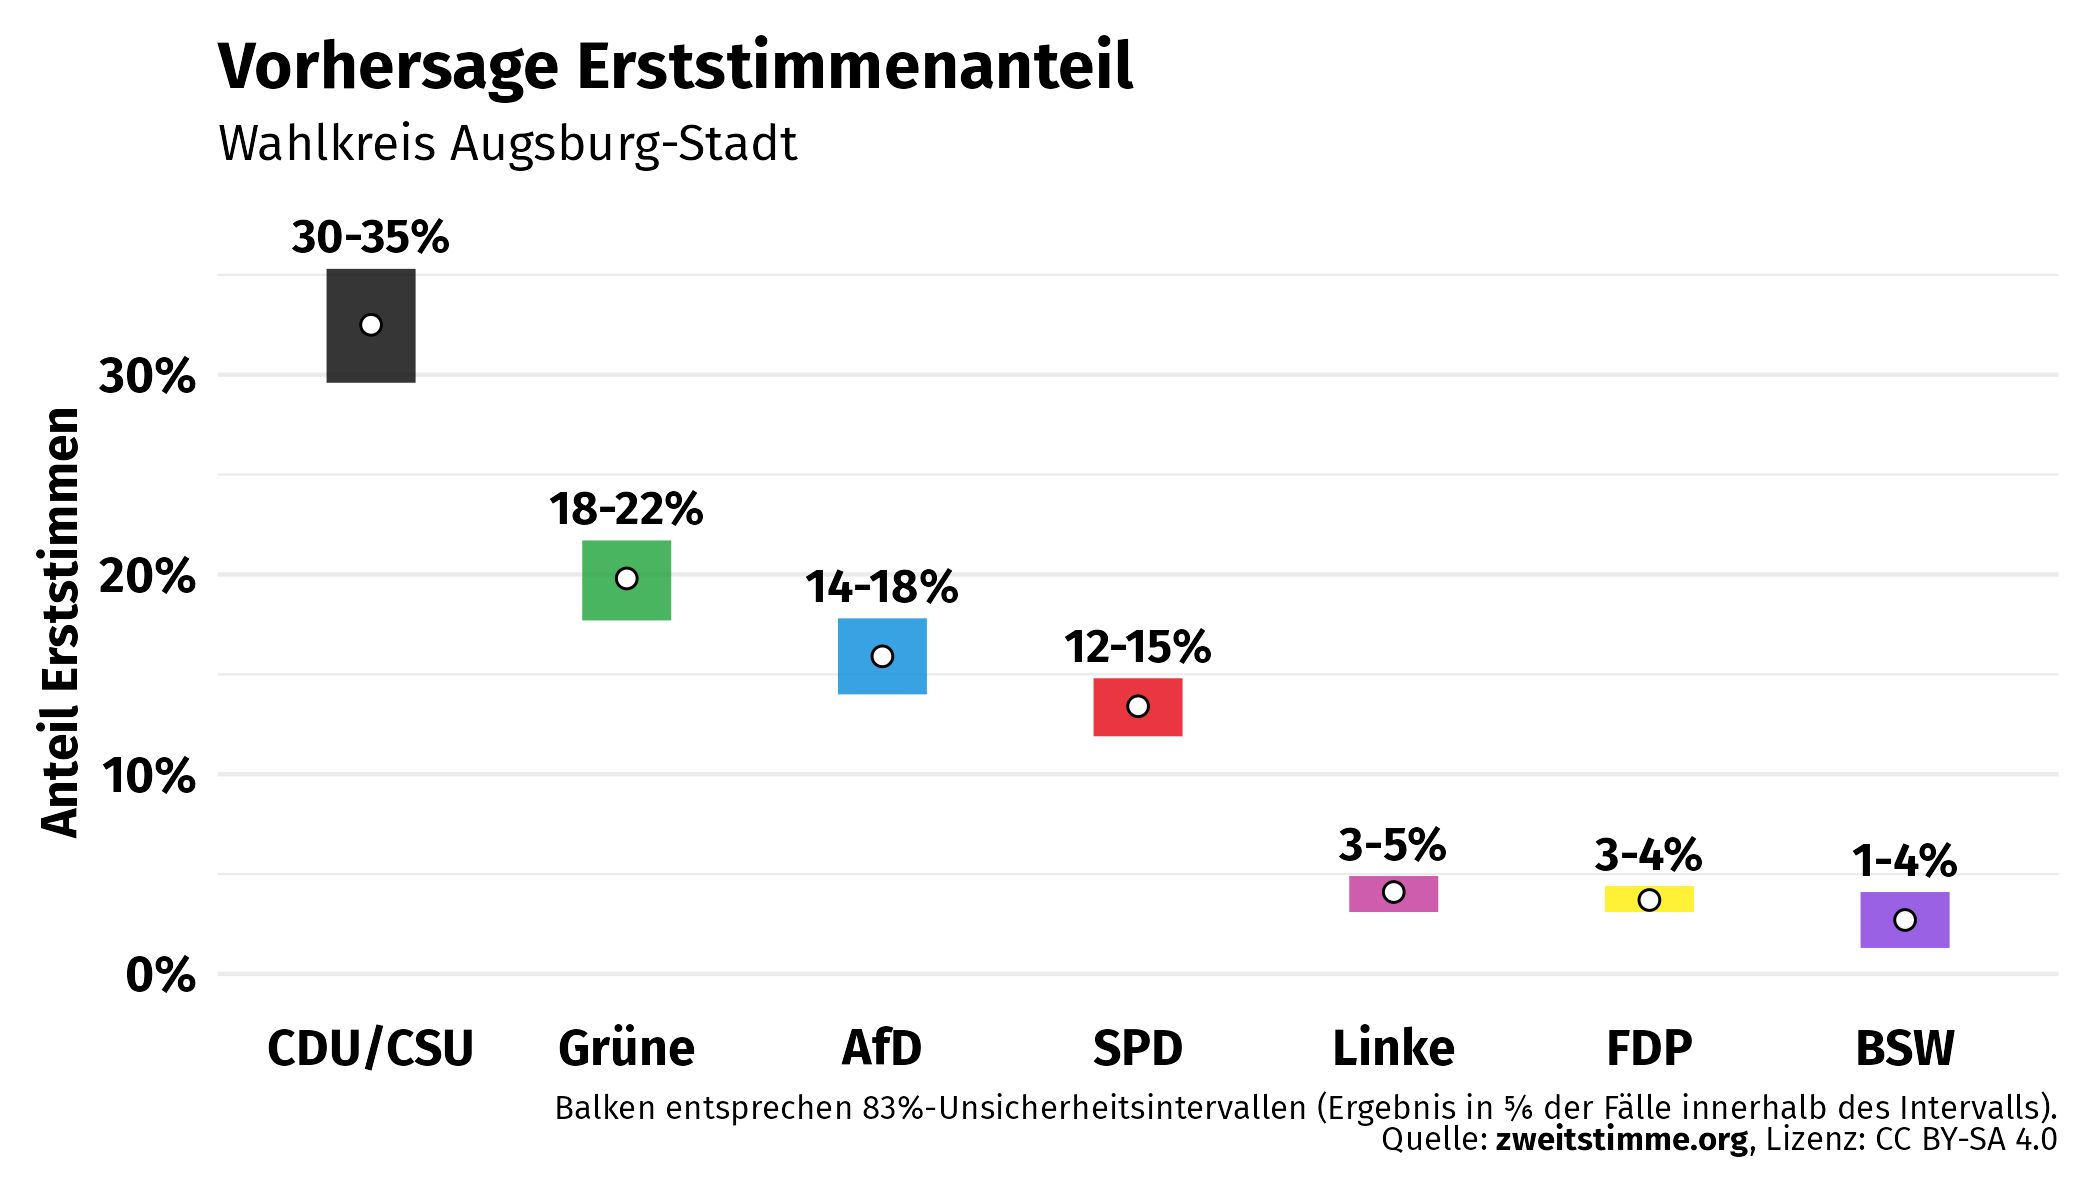 Vorhersage Erststimmenanteil
Wahlkreis Augsburg-Stadt
Anteil Erststimmen
30%
20%
10%
0%
30-35%
18-22%
14-18%
12-15%
3-5%
3-4%
1-4%
CDU/CSU Grüne AfD SPD Linke FDP BSW
Balken entsprechen 83%-Unsicherheitsintervallen (Ergebnis in ⅚ der Fälle innerhalb des Intervalls).
Quelle: zweitstimme.org, Lizenz: CC BY-SA 4.0